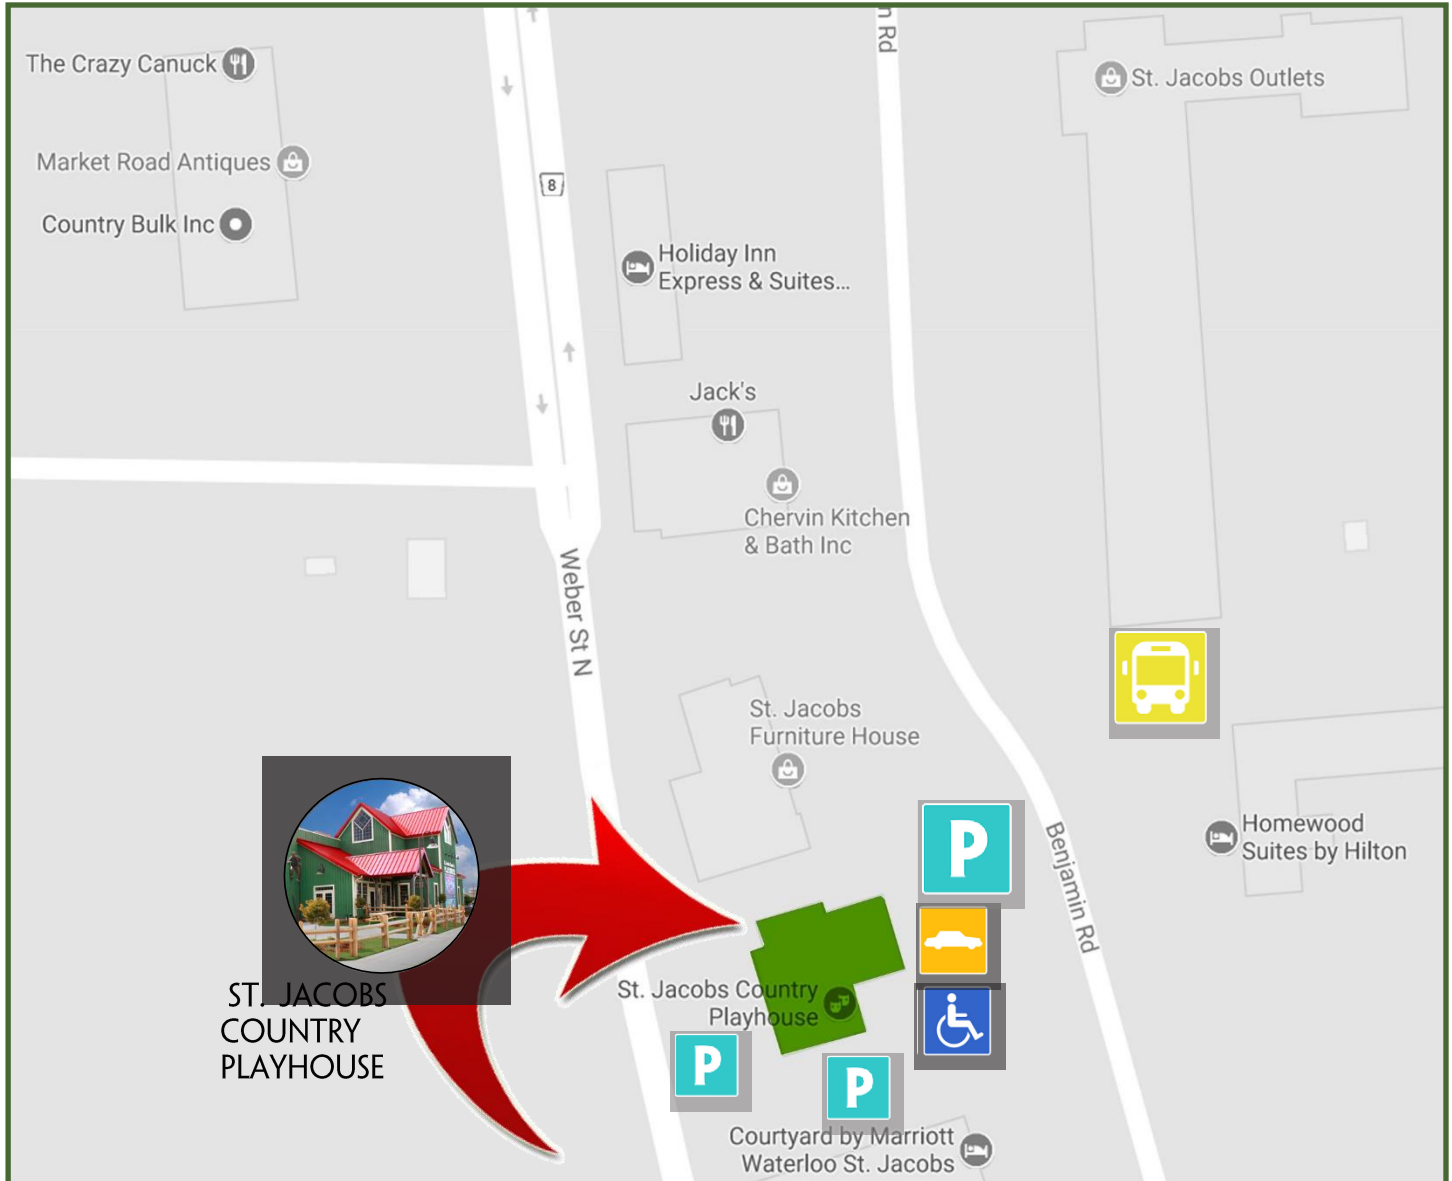 n Rd
The Crazy Canuck
St. Jacobs Outlets
Market Road Antiques
8
Country Bulk Inc
Holiday Inn
Express & Suites...
Jack's
Chervin Kitchen
& Bath Inc
Weber St N
St. Jacobs
Furniture House
P
Homewood
Suites by Hilton
Benjamin Rd
St. Jacobs Country
Playhouse
ST. JACOBS
COUNTRY
PLAYHOUSE
P
P
Courtyard by Marriott
Waterloo St. Jacobs